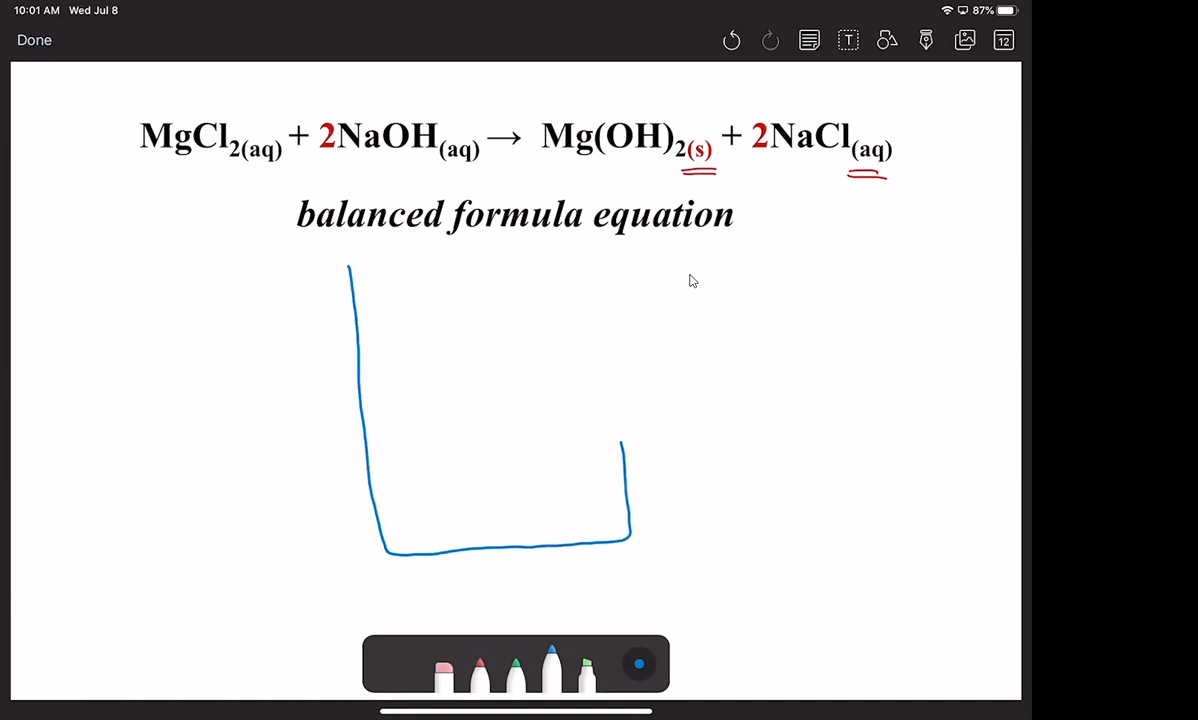 10:01 AM Wed Jul 8 87%
Done T 12
MgCl2(aq) + 2NaOH(aq) → Mg(OH)2(s) + 2NaCl(aq)
balanced formula equation